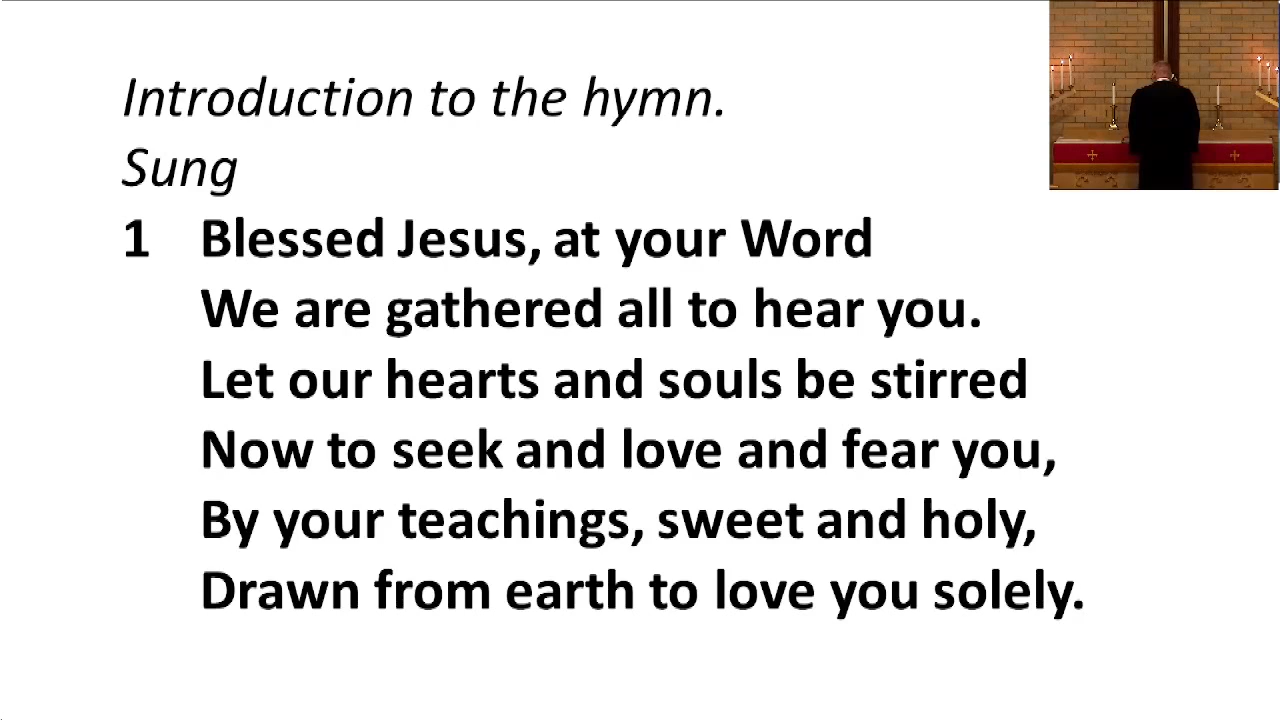 Introduction to the hymn.
Sung
1 Blessed Jesus, at your Word
We are gathered all to hear you.
Let our hearts and souls be stirred
Now to seek and love and fear you,
By your teachings, sweet and holy,
Drawn from earth to love you solely.